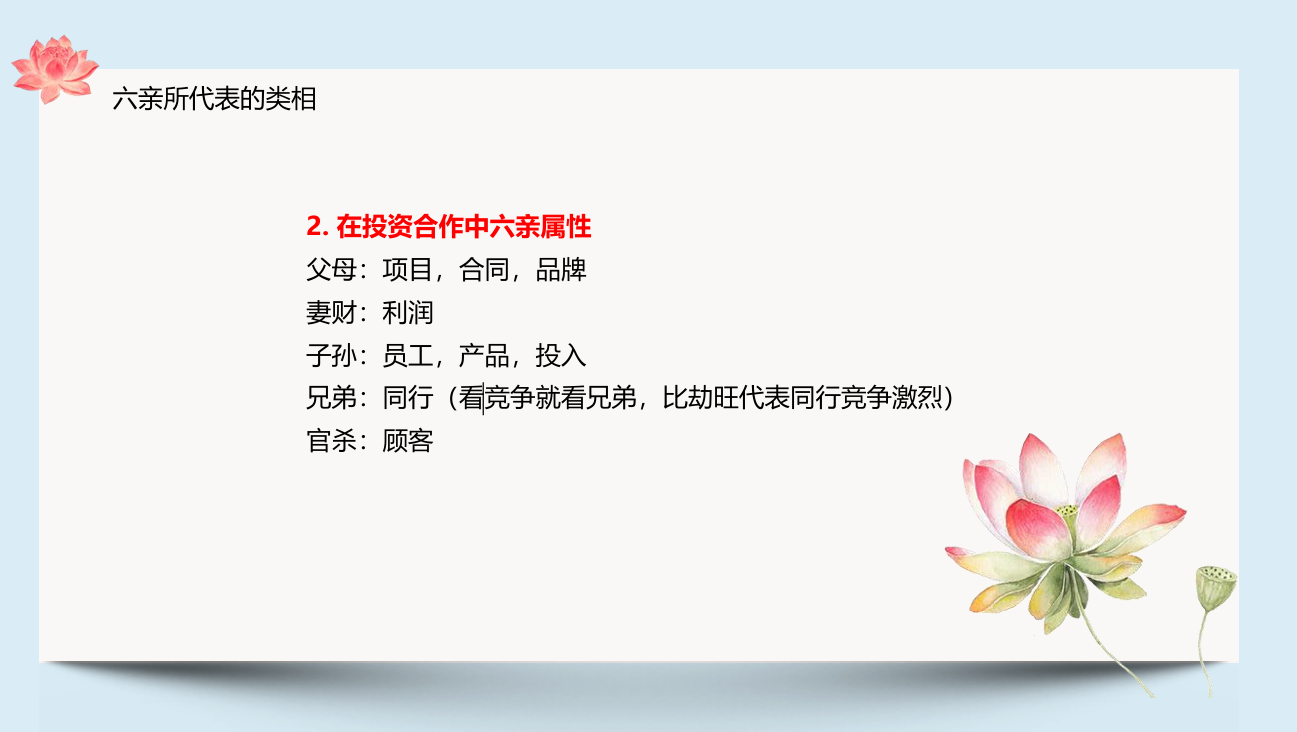 六亲所代表的类相
2. 在投资合作中六亲属性
父母：项目，合同，品牌
妻财：利润
子孙：员工，产品，投入
兄弟：同行（看竞争就看兄弟，比劫旺代表同行竞争激烈）
官杀：顾客